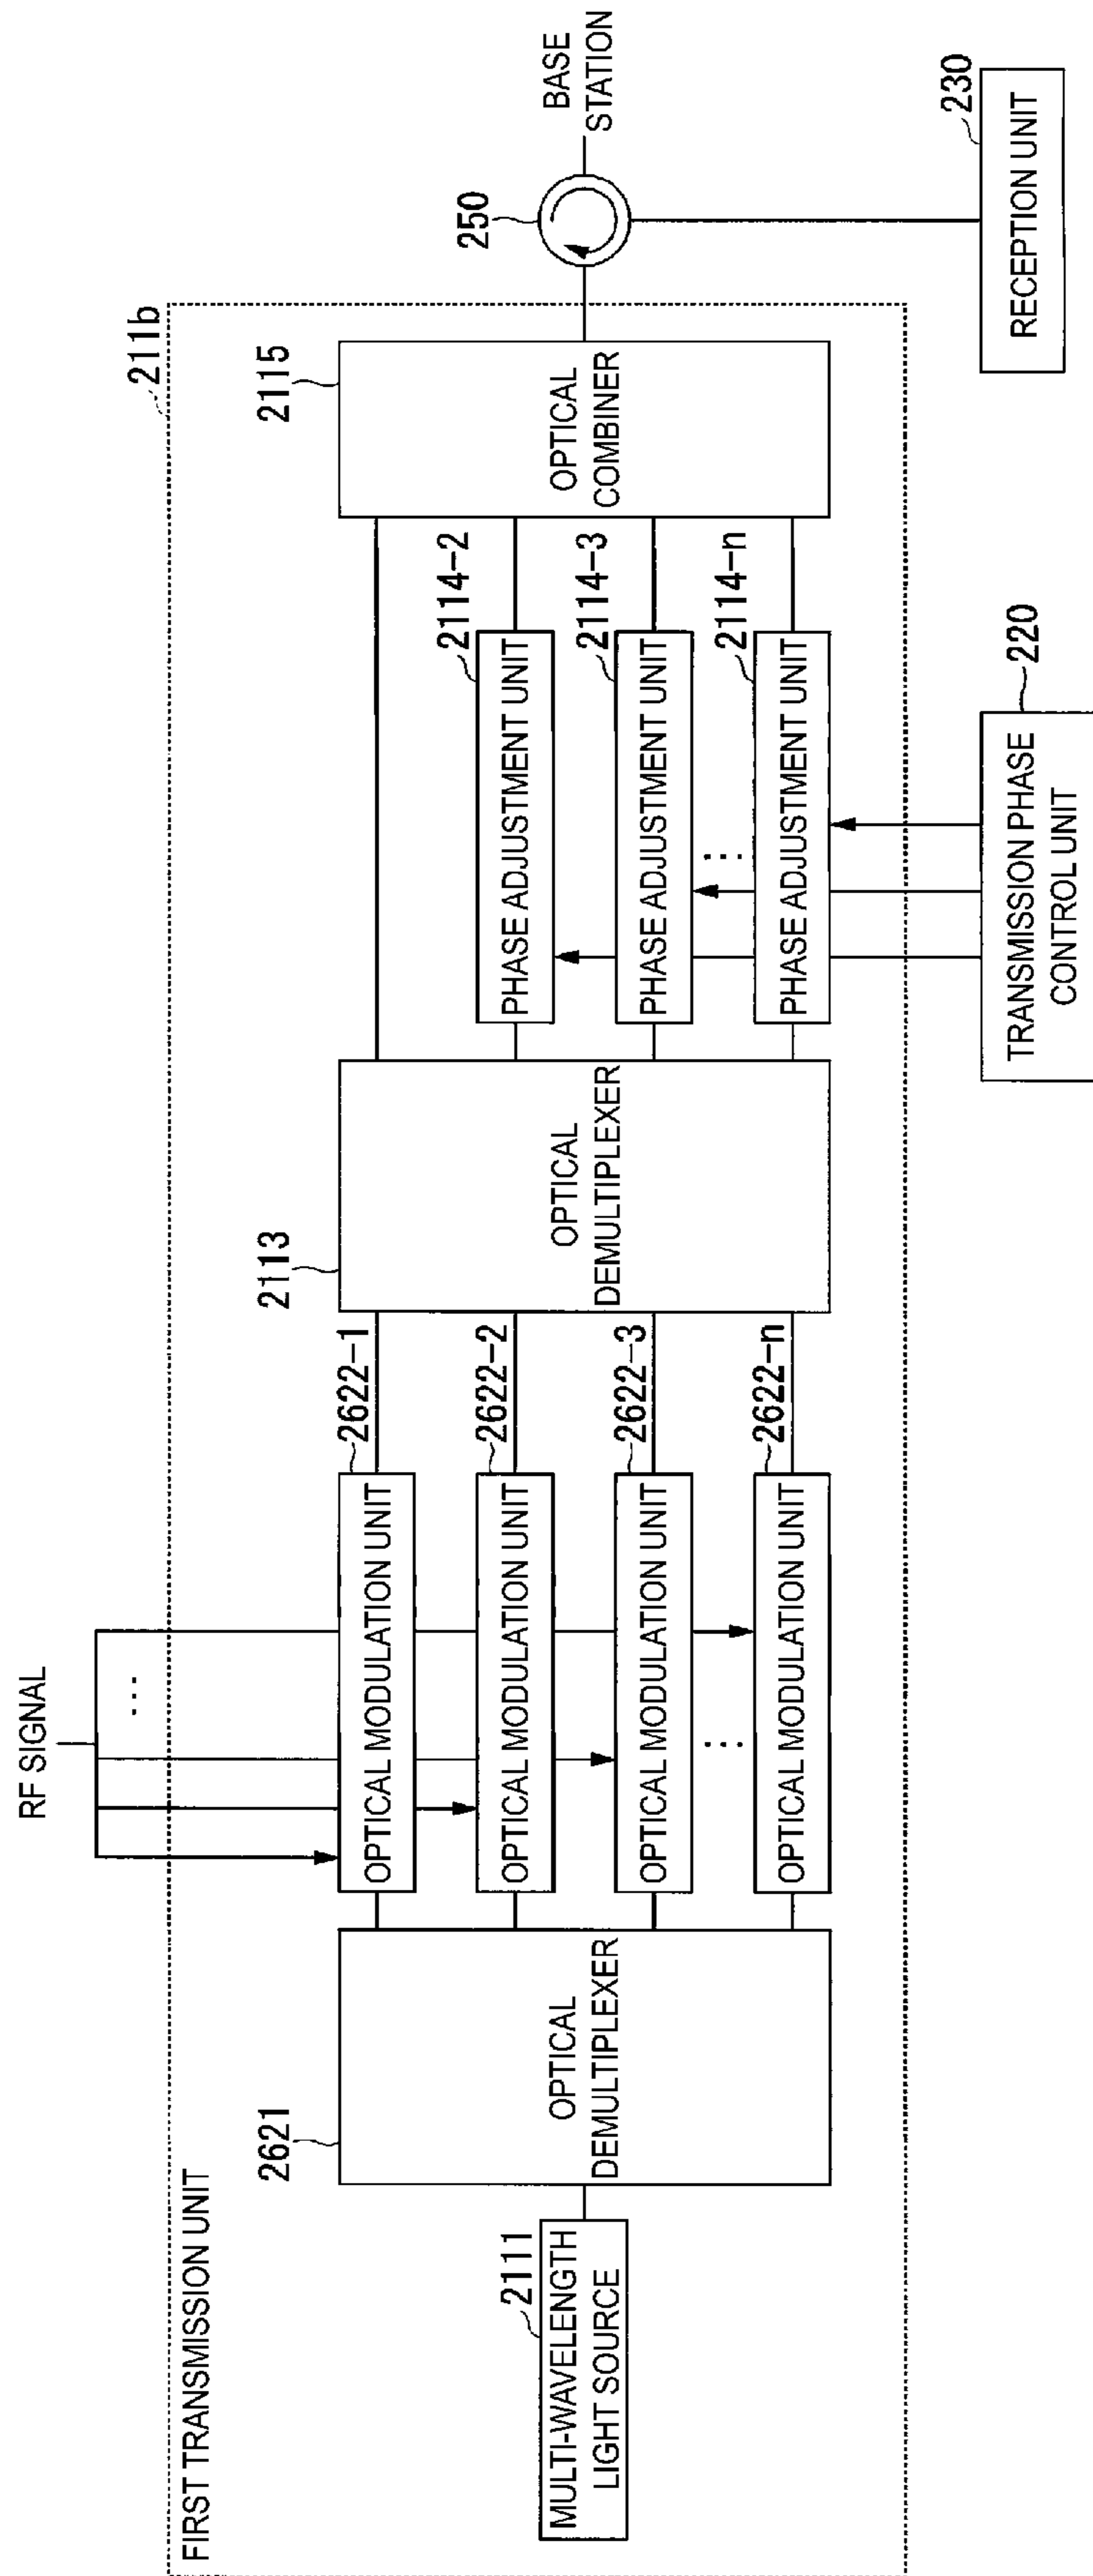 FIRST TRANSMISSION UNIT
211b
RF SIGNAL
...
2111
MULTI-WAVELENGTH
LIGHT SOURCE
2621
OPTICAL
DEMULTIPLEXER
2622-1
OPTICAL MODULATION UNIT
2622-2
OPTICAL MODULATION UNIT
2622-3
OPTICAL MODULATION UNIT
...
2622-n
OPTICAL MODULATION UNIT
2113
OPTICAL
DEMULTIPLEXER
2114-2
PHASE ADJUSTMENT UNIT
2114-3
PHASE ADJUSTMENT UNIT
...
2114-n
PHASE ADJUSTMENT UNIT
2115
OPTICAL
COMBINER
250
BASE
STATION
220
TRANSMISSION PHASE
CONTROL UNIT
230
RECEPTION UNIT